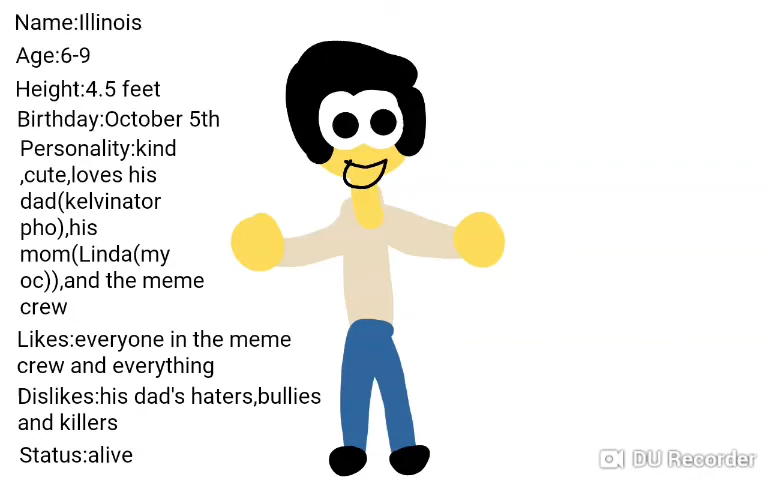 Name:Illinois
Age:6-9
Height:4.5 feet
Birthday:October 5th
Personality:kind
,cute,loves his
dad(kelvinator
pho),his
mom(Linda(my
oc)),and the meme
crew
Likes:everyone in the meme
crew and everything
Dislikes:his dad's haters,bullies
and killers
Status:alive
DU Recorder